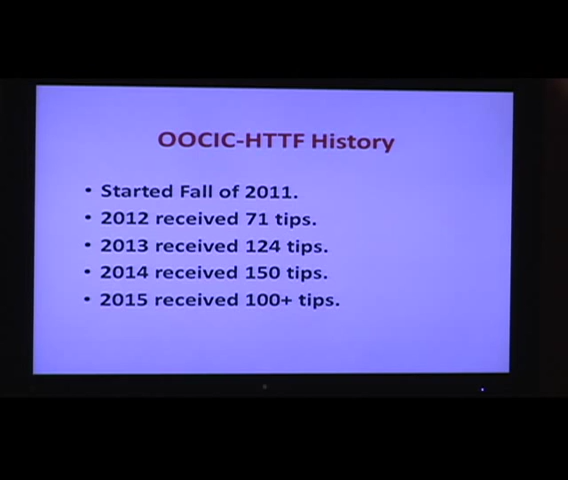 OOCIC-HTTF History
• Started Fall of 2011.
• 2012 received 71 tips.
• 2013 received 124 tips.
• 2014 received 150 tips.
• 2015 received 100+ tips.